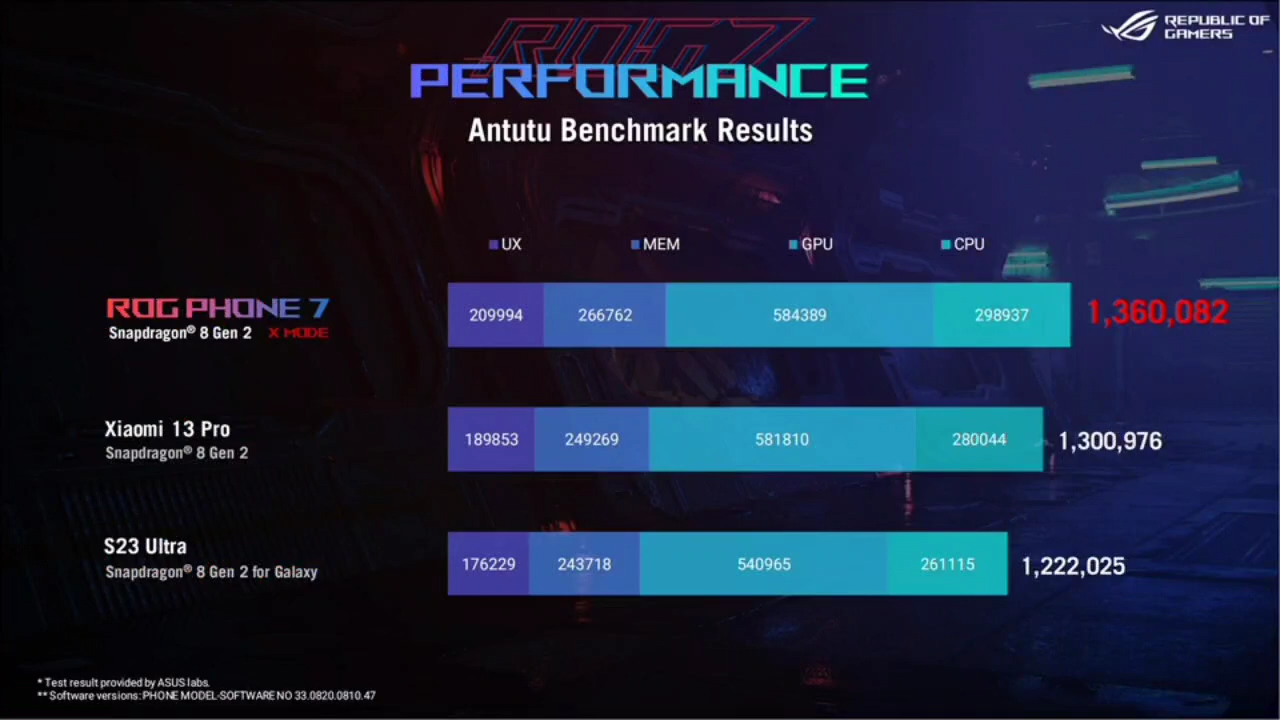 REPUBLIC OF
GAMERS
ROG 7
PERFORMANCE
Antutu Benchmark Results
UX MEM GPU CPU
ROG PHONE 7
Snapdragon® 8 Gen 2 X MODE
209994 266762 584389 298937 1,360,082
Xiaomi 13 Pro
Snapdragon® 8 Gen 2
189853 249269 581810 280044 1,300,976
S23 Ultra
Snapdragon® 8 Gen 2 for Galaxy
176229 243718 540965 261115 1,222,025
* Test result provided by ASUS labs.
** Software versions: PHONE MODEL-SOFTWARE NO 33.0820.0810.47